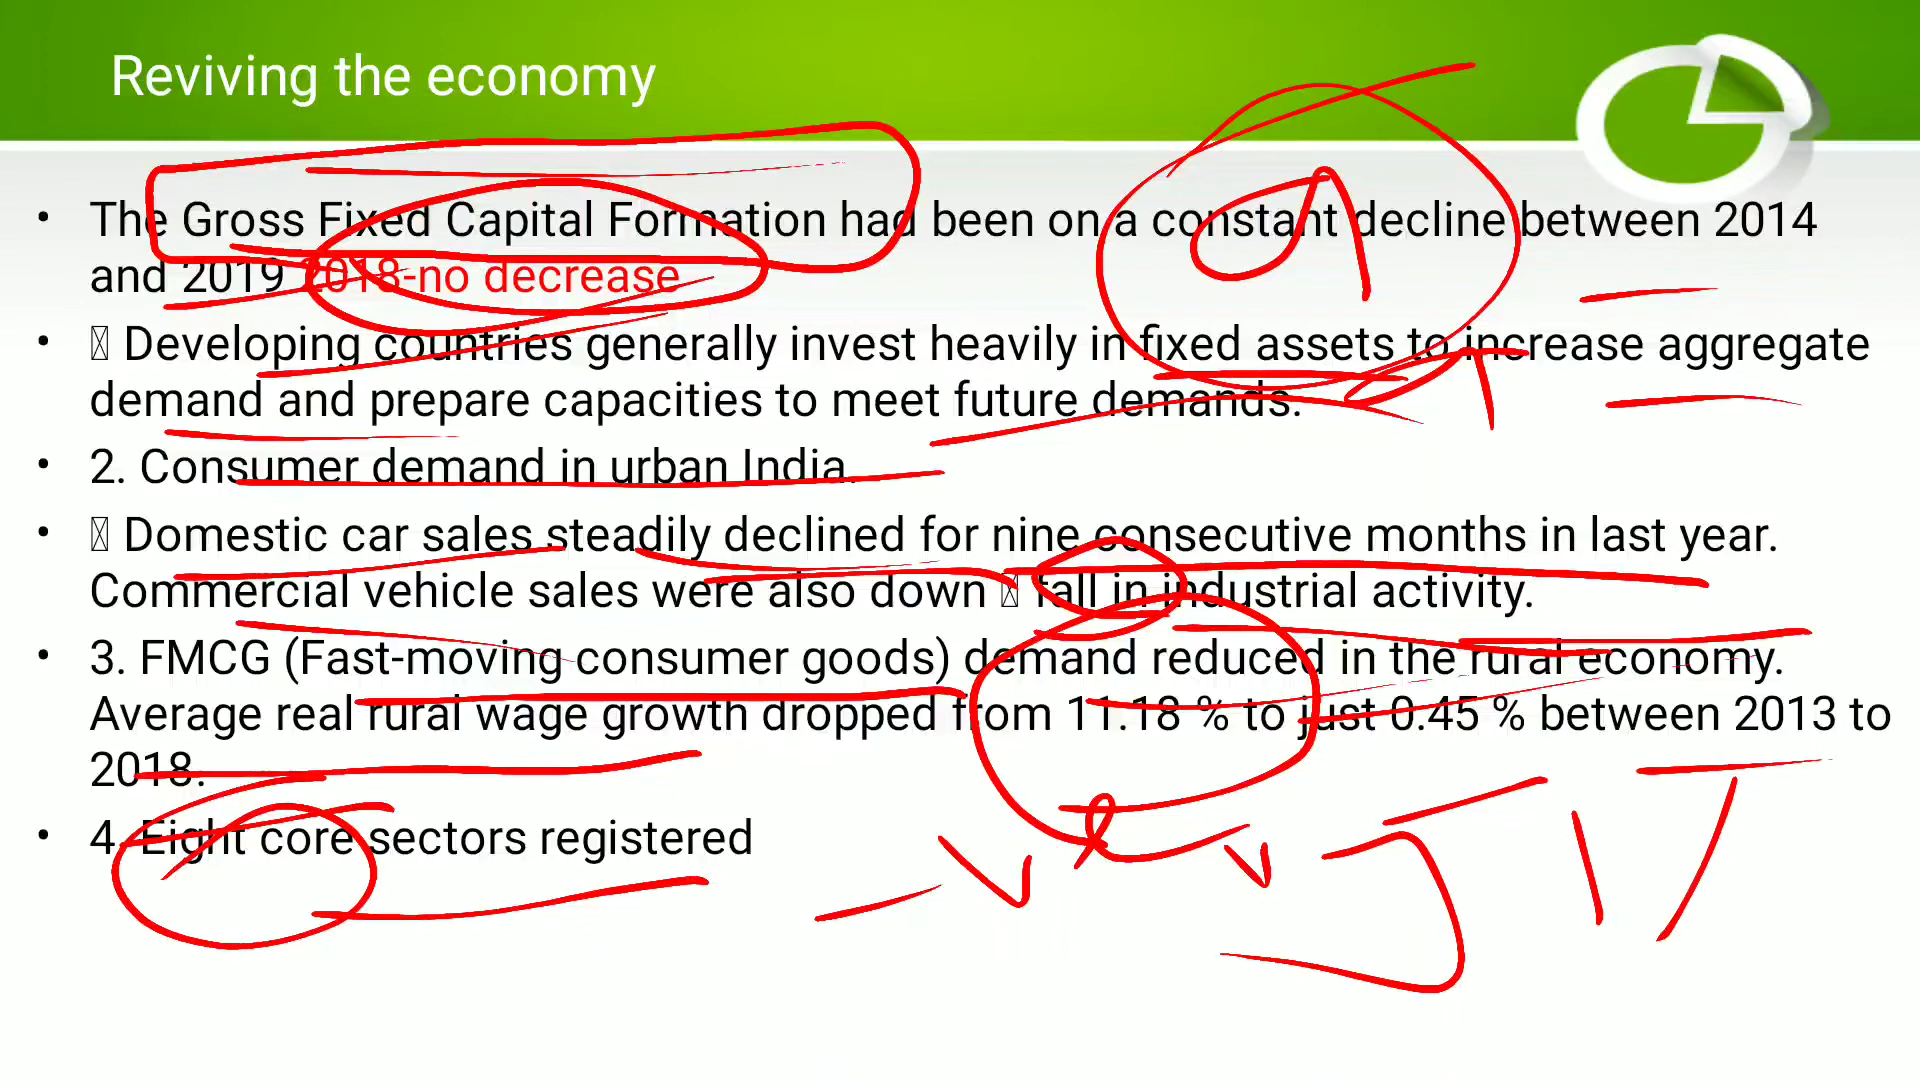 Reviving the economy
• The Gross Fixed Capital Formation had been on a constant decline between 2014
and 2019 2018-no decrease
• Developing countries generally invest heavily in fixed assets to increase aggregate
demand and prepare capacities to meet future demands.
• 2. Consumer demand in urban India.
• Domestic car sales steadily declined for nine consecutive months in last year.
Commercial vehicle sales were also down fall in industrial activity.
• 3. FMCG (Fast-moving consumer goods) demand reduced in the rural economy.
Average real rural wage growth dropped from 11.18 % to just 0.45 % between 2013 to
2018.
• 4. Eight core sectors registered